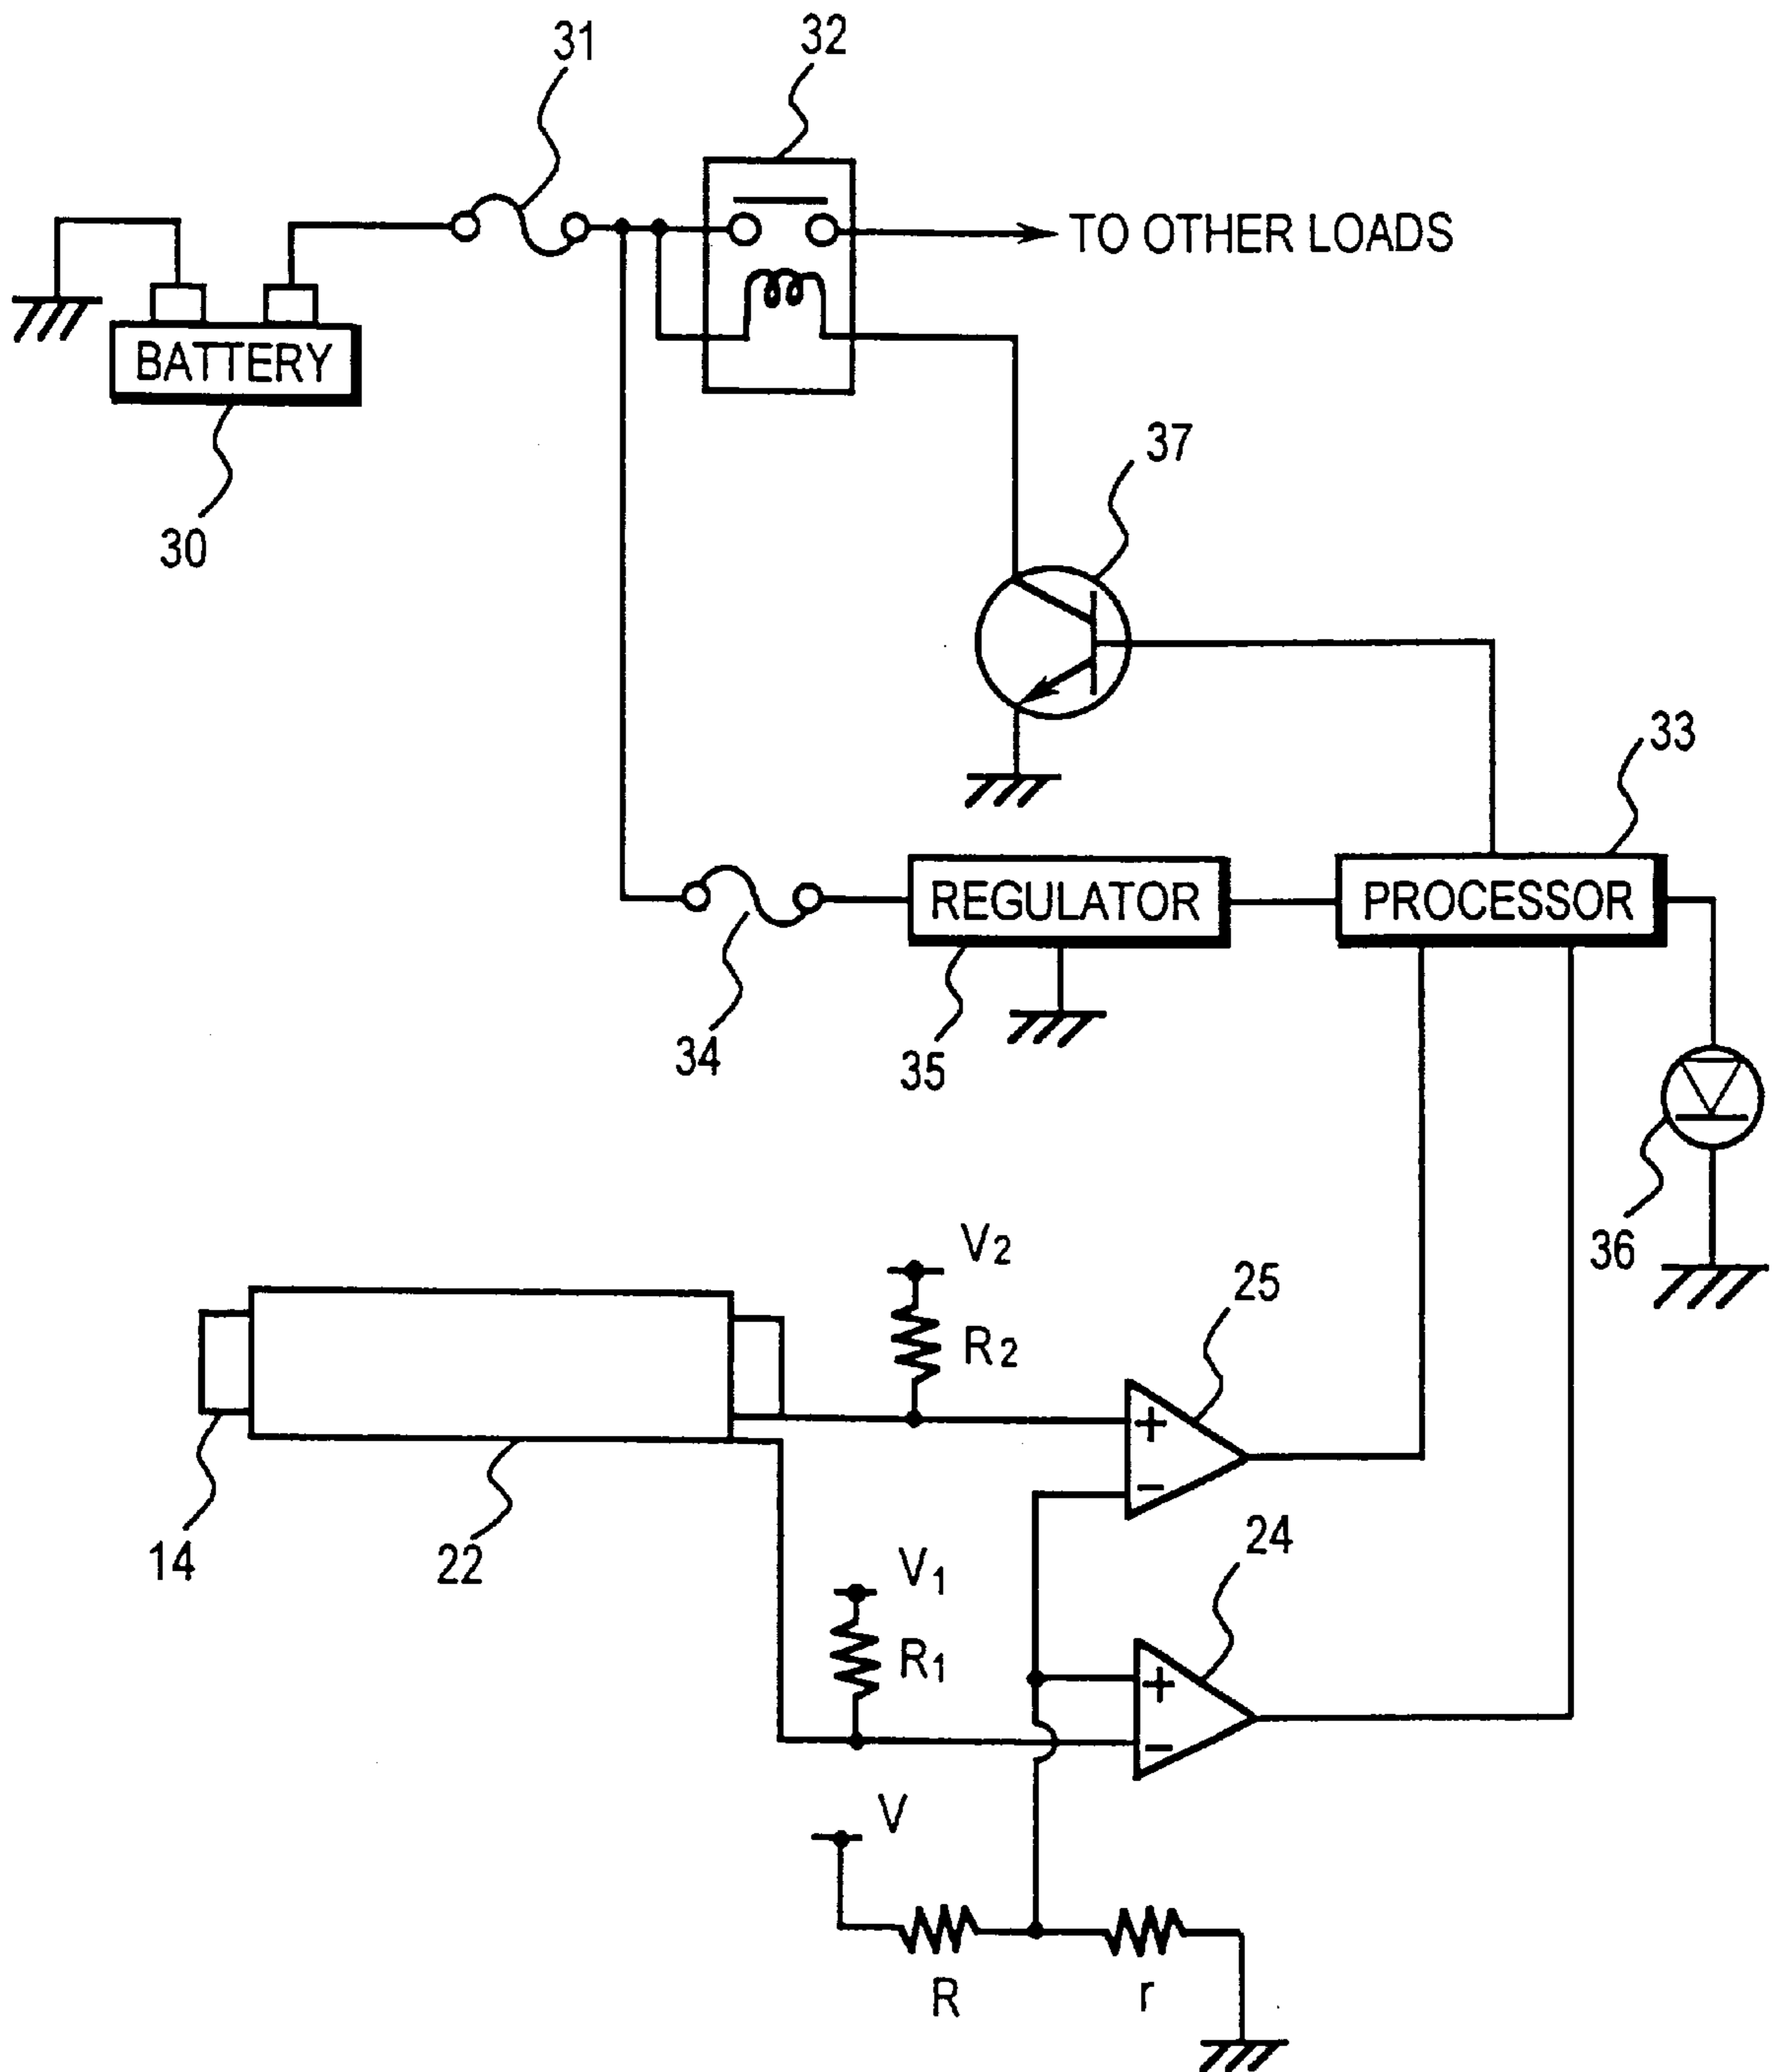 31
32
TO OTHER LOADS
BATTERY
30
37
33
REGULATOR
PROCESSOR
34
35
36
V2
R2
25
14
22
V1
R1
24
V
R
r
+
-
+
-